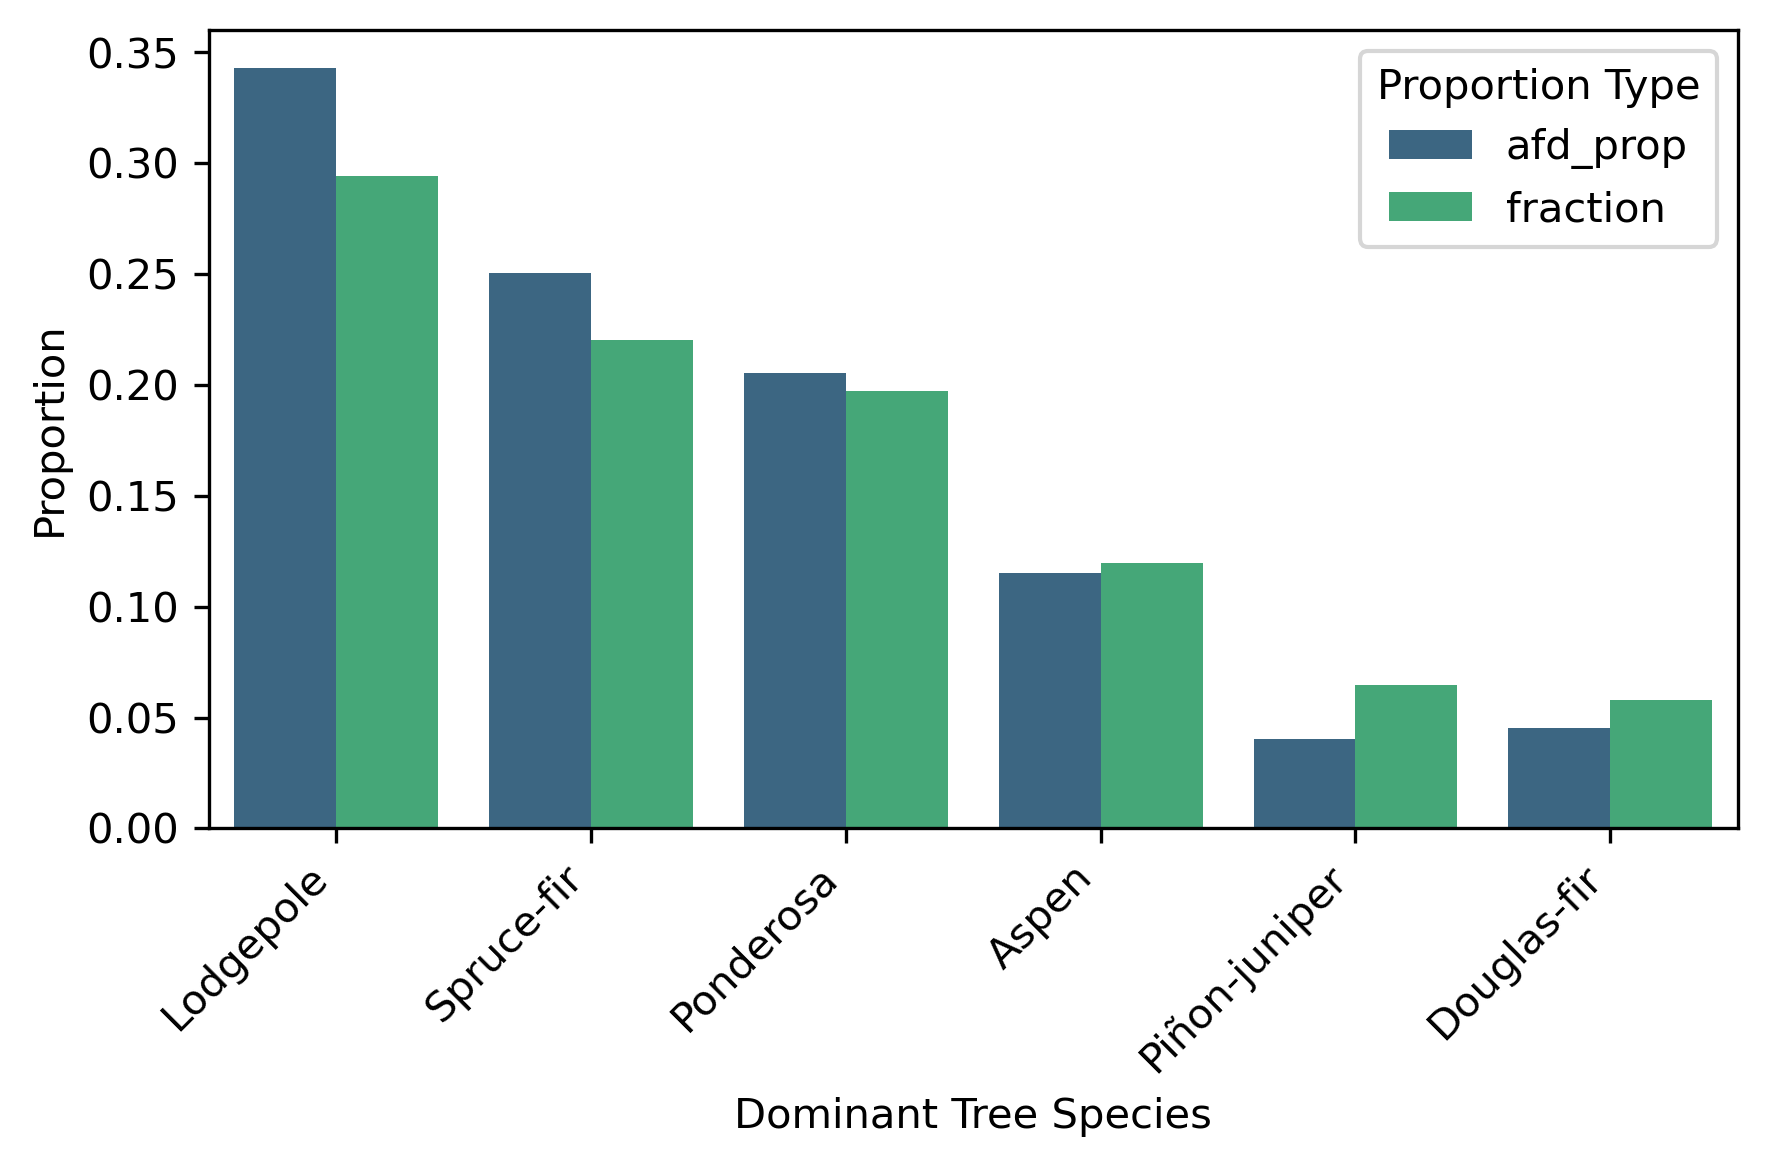 0.35
0.30
0.25
0.20
0.15
0.10
0.05
0.00
Proportion
Proportion Type
afd_prop
fraction
Lodgepole
Spruce-fir
Ponderosa
Aspen
Piñon-juniper
Douglas-fir
Dominant Tree Species